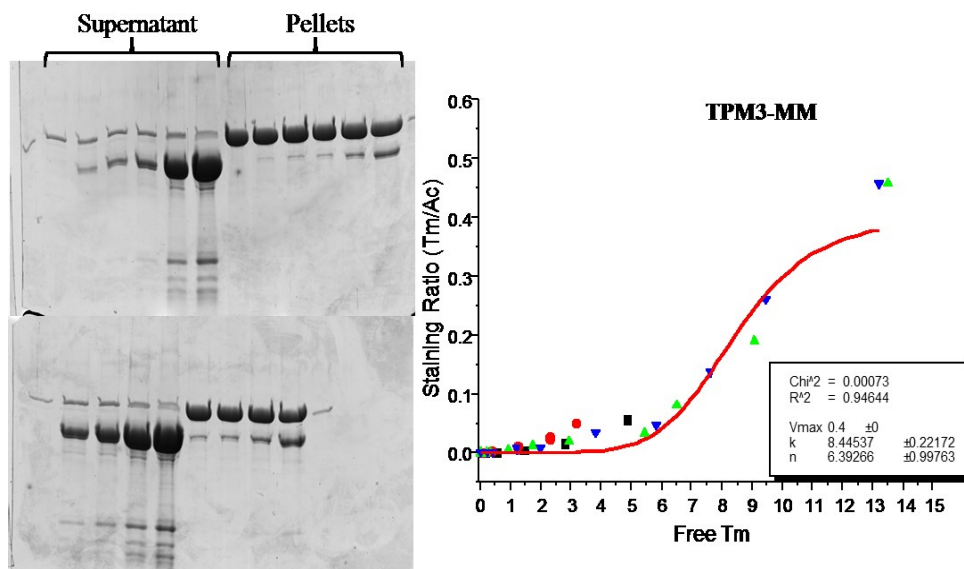 Supernatant Pellets
TPM3-MM
Staining Ratio (Tm/Ac)
0.6
0.5
0.4
0.3
0.2
0.1
0.0
0 1 2 3 4 5 6 7 8 9 10 11 12 13 14 15
Free Tm
Chi^2 = 0.00073
R^2 = 0.94644
Vmax 0.4 ±0
k 8.44537 ±0.22172
n 6.39266 ±0.99763